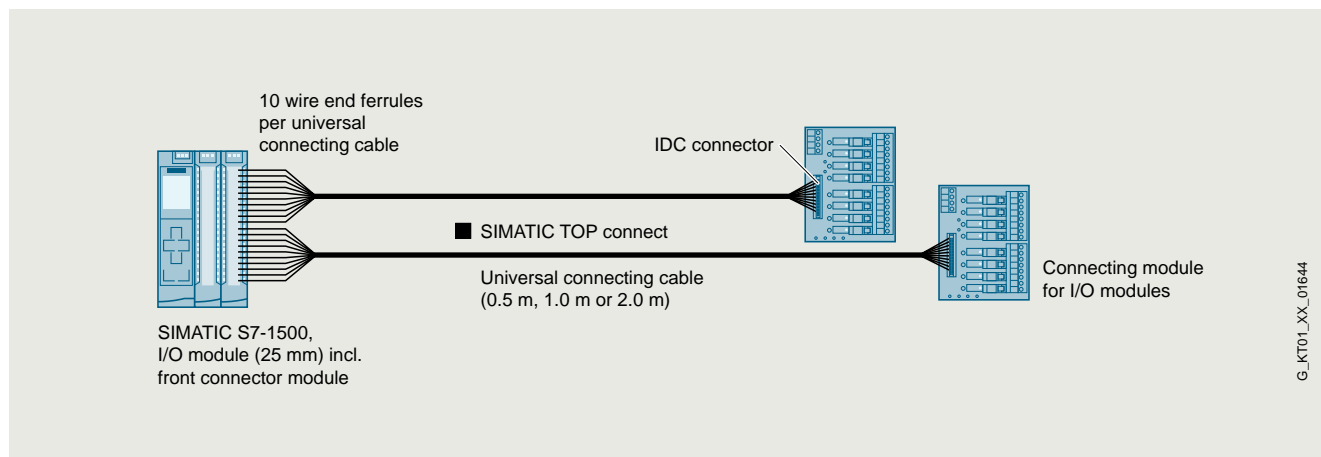 10 wire end ferrules
per universal
connecting cable
IDC connector
SIMATIC TOP connect
Universal connecting cable
(0.5 m, 1.0 m or 2.0 m)
Connecting module
for I/O modules
SIMATIC S7-1500,
I/O module (25 mm) incl.
front connector module
G_KT01_XX_01644